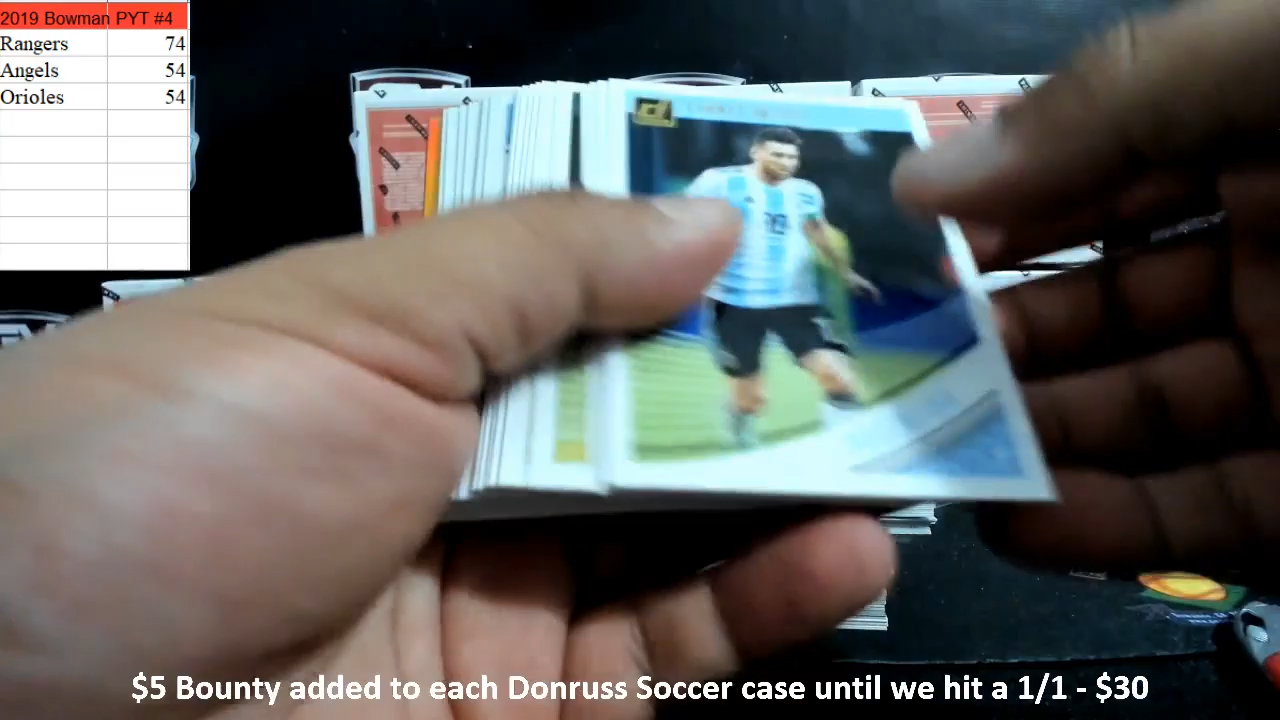 2019 Bowman PYT #4
Rangers 74
Angels 54
Orioles 54
10
$5 Bounty added to each Donruss Soccer case until we hit a 1/1 - $30